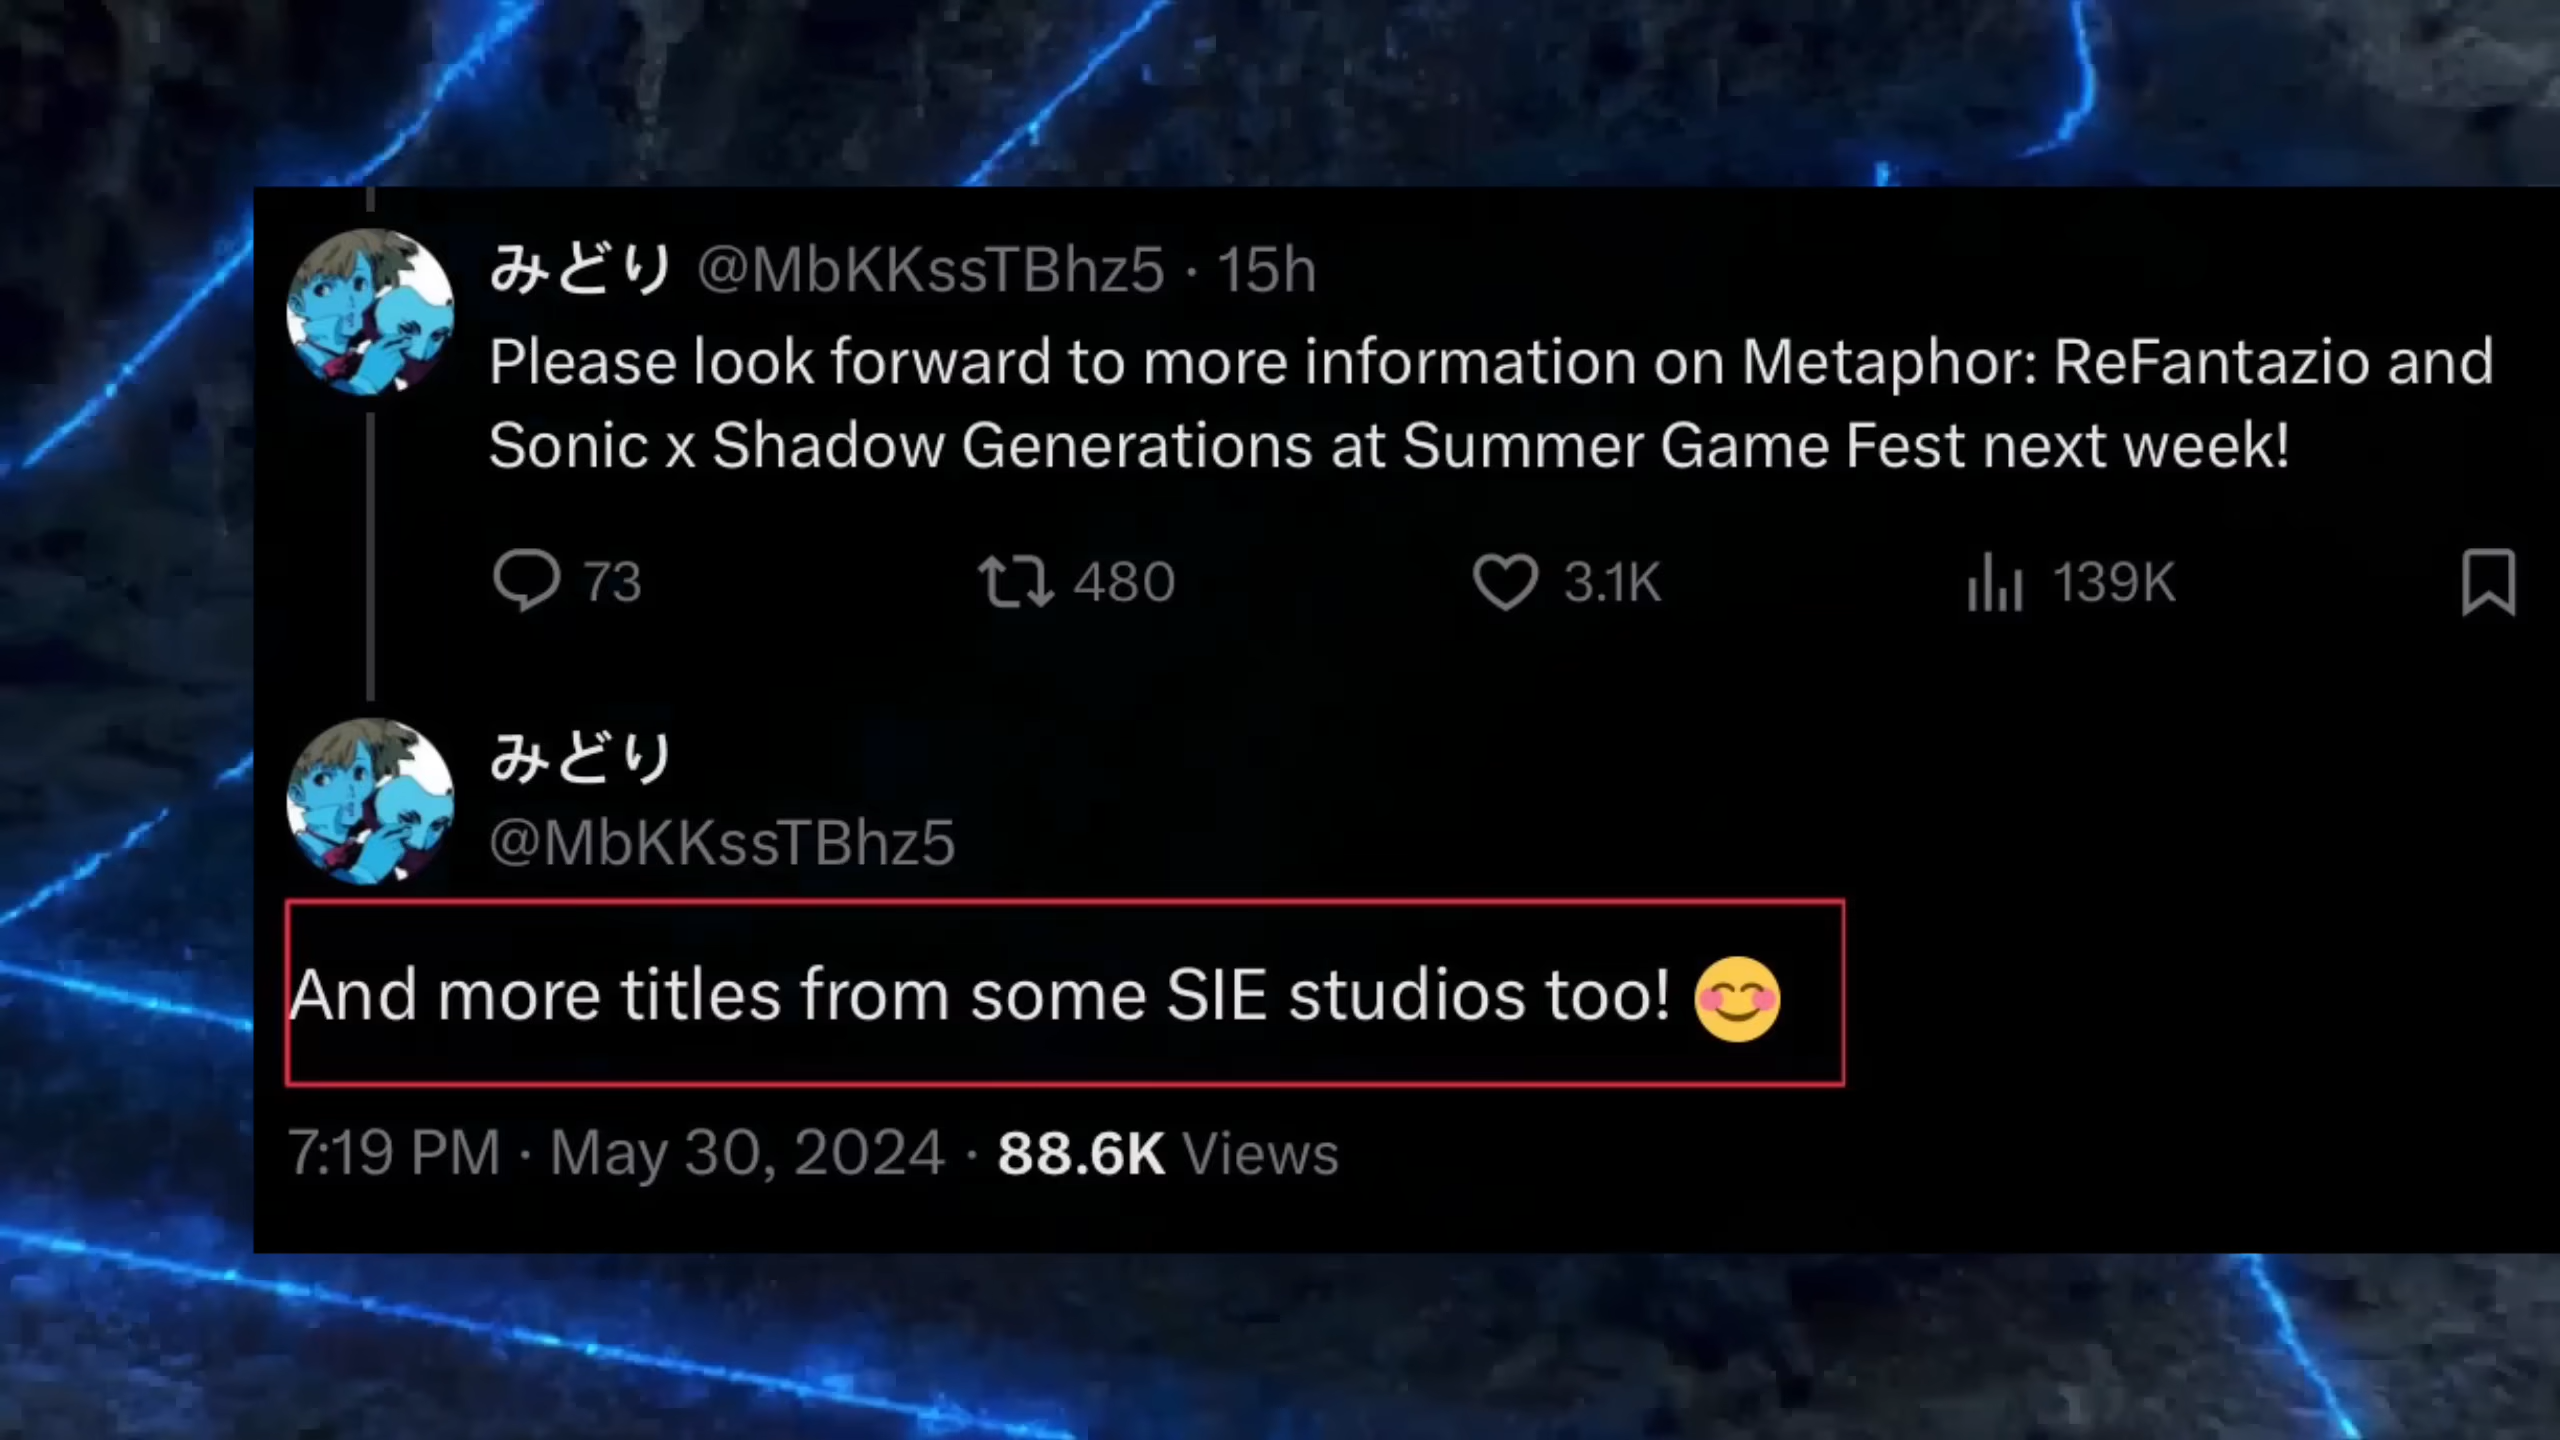 みどり @MbKKssTBhz5 · 15h
Please look forward to more information on Metaphor: ReFantazio and
Sonic x Shadow Generations at Summer Game Fest next week!
73 480 3.1K 139K
みどり
@MbKKssTBhz5
And more titles from some SIE studios too! 😊
7:19 PM · May 30, 2024 · 88.6K Views